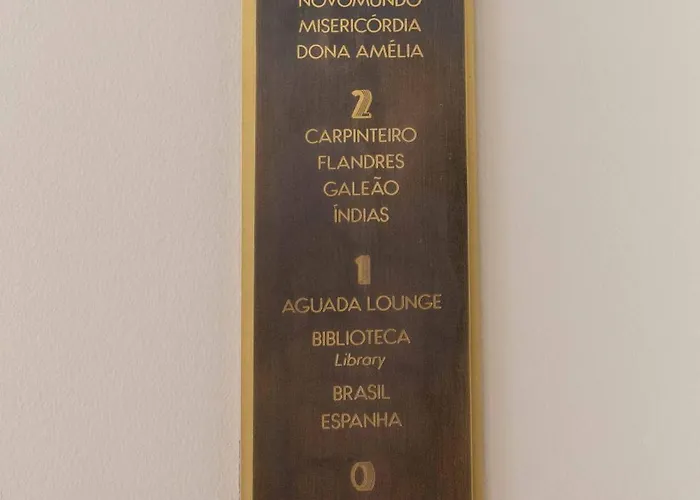 NOVOMUNDO
MISERICÓRDIA
DONA AMÉLIA
2
CARPINTEIRO
FLANDRES
GALEÃO
ÍNDIAS
1
AGUADA LOUNGE
BIBLIOTECA
Library
BRASIL
ESPANHA
0